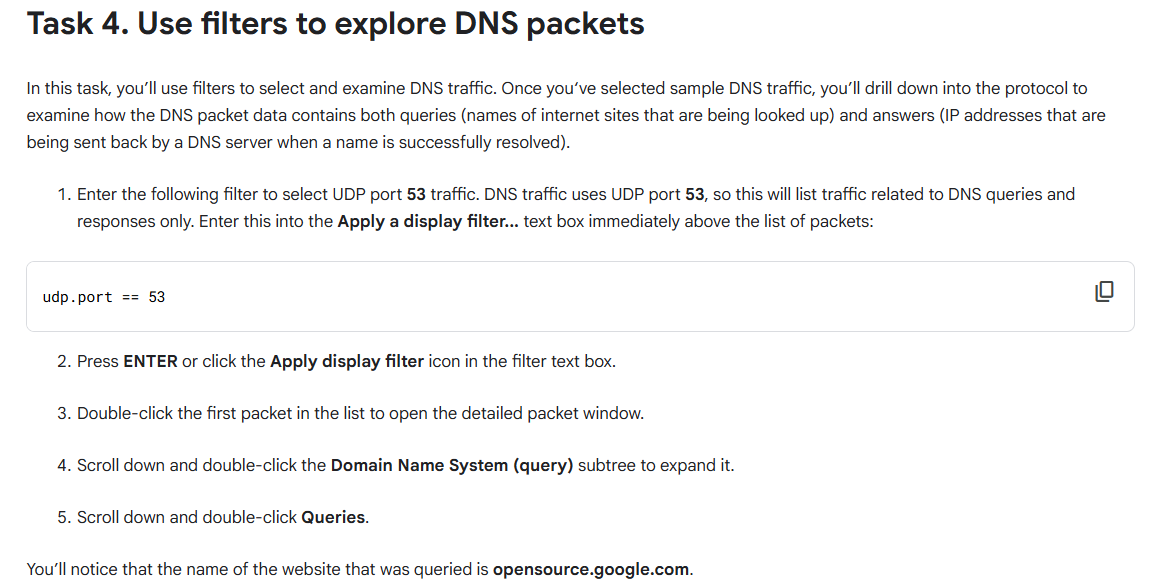 Task 4. Use filters to explore DNS packets
In this task, you’ll use filters to select and examine DNS traffic. Once you’ve selected sample DNS traffic, you’ll drill down into the protocol to
examine how the DNS packet data contains both queries (names of internet sites that are being looked up) and answers (IP addresses that are
being sent back by a DNS server when a name is successfully resolved).
1. Enter the following filter to select UDP port 53 traffic. DNS traffic uses UDP port 53, so this will list traffic related to DNS queries and
responses only. Enter this into the Apply a display filter... text box immediately above the list of packets:
udp.port == 53
2. Press ENTER or click the Apply display filter icon in the filter text box.
3. Double-click the first packet in the list to open the detailed packet window.
4. Scroll down and double-click the Domain Name System (query) subtree to expand it.
5. Scroll down and double-click Queries.
You’ll notice that the name of the website that was queried is opensource.google.com.